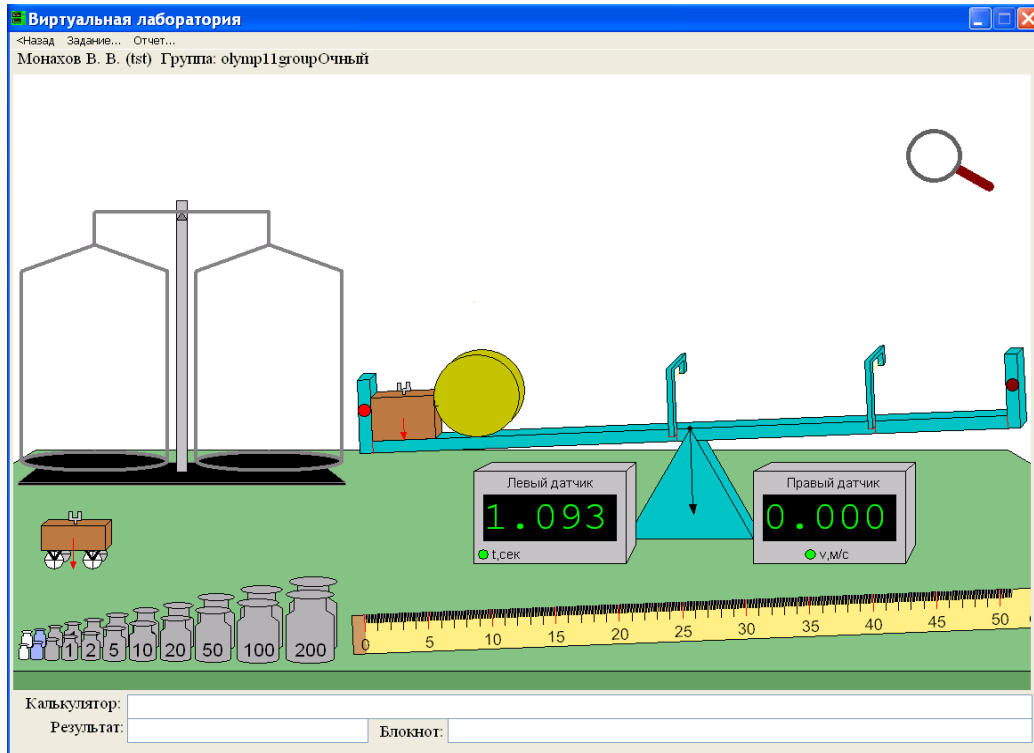 Виртуальная лаборатория
<Назад Задание... Отчет...
Монахов В. В. (tst) Группа: olymp11groupОчный
Левый датчик
1.093
t,сек
Правый датчик
0.000
v,м/с
1 2 5 10 20 50 100 200
0 5 10 15 20 25 30 35 40 45 50
Калькулятор:
Результат:
Блокнот: